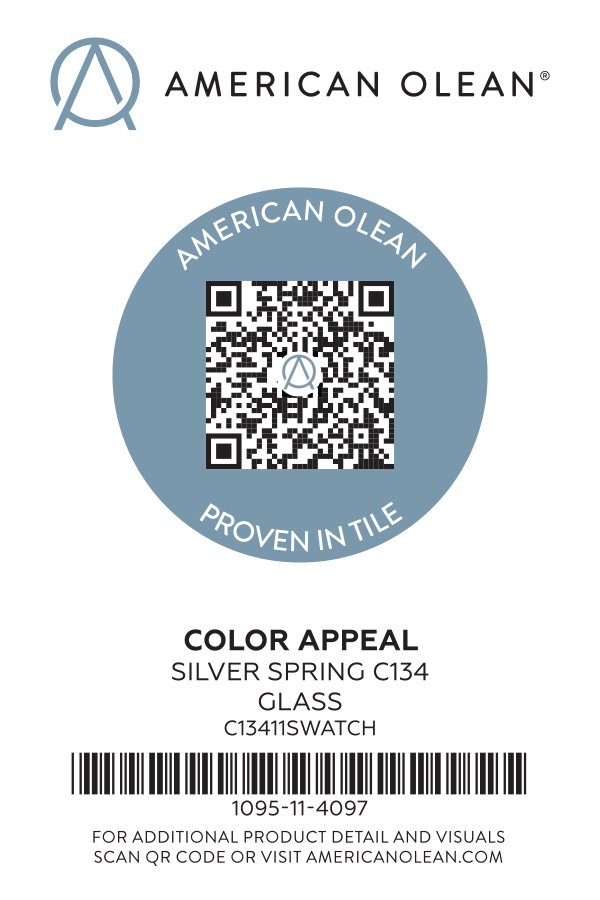 AMERICAN OLEAN®
AMERICAN OLEAN
PROVEN IN TILE
COLOR APPEAL
SILVER SPRING C134
GLASS
C13411SWATCH
1095-11-4097
FOR ADDITIONAL PRODUCT DETAIL AND VISUALS
SCAN QR CODE OR VISIT AMERICANOLEAN.COM